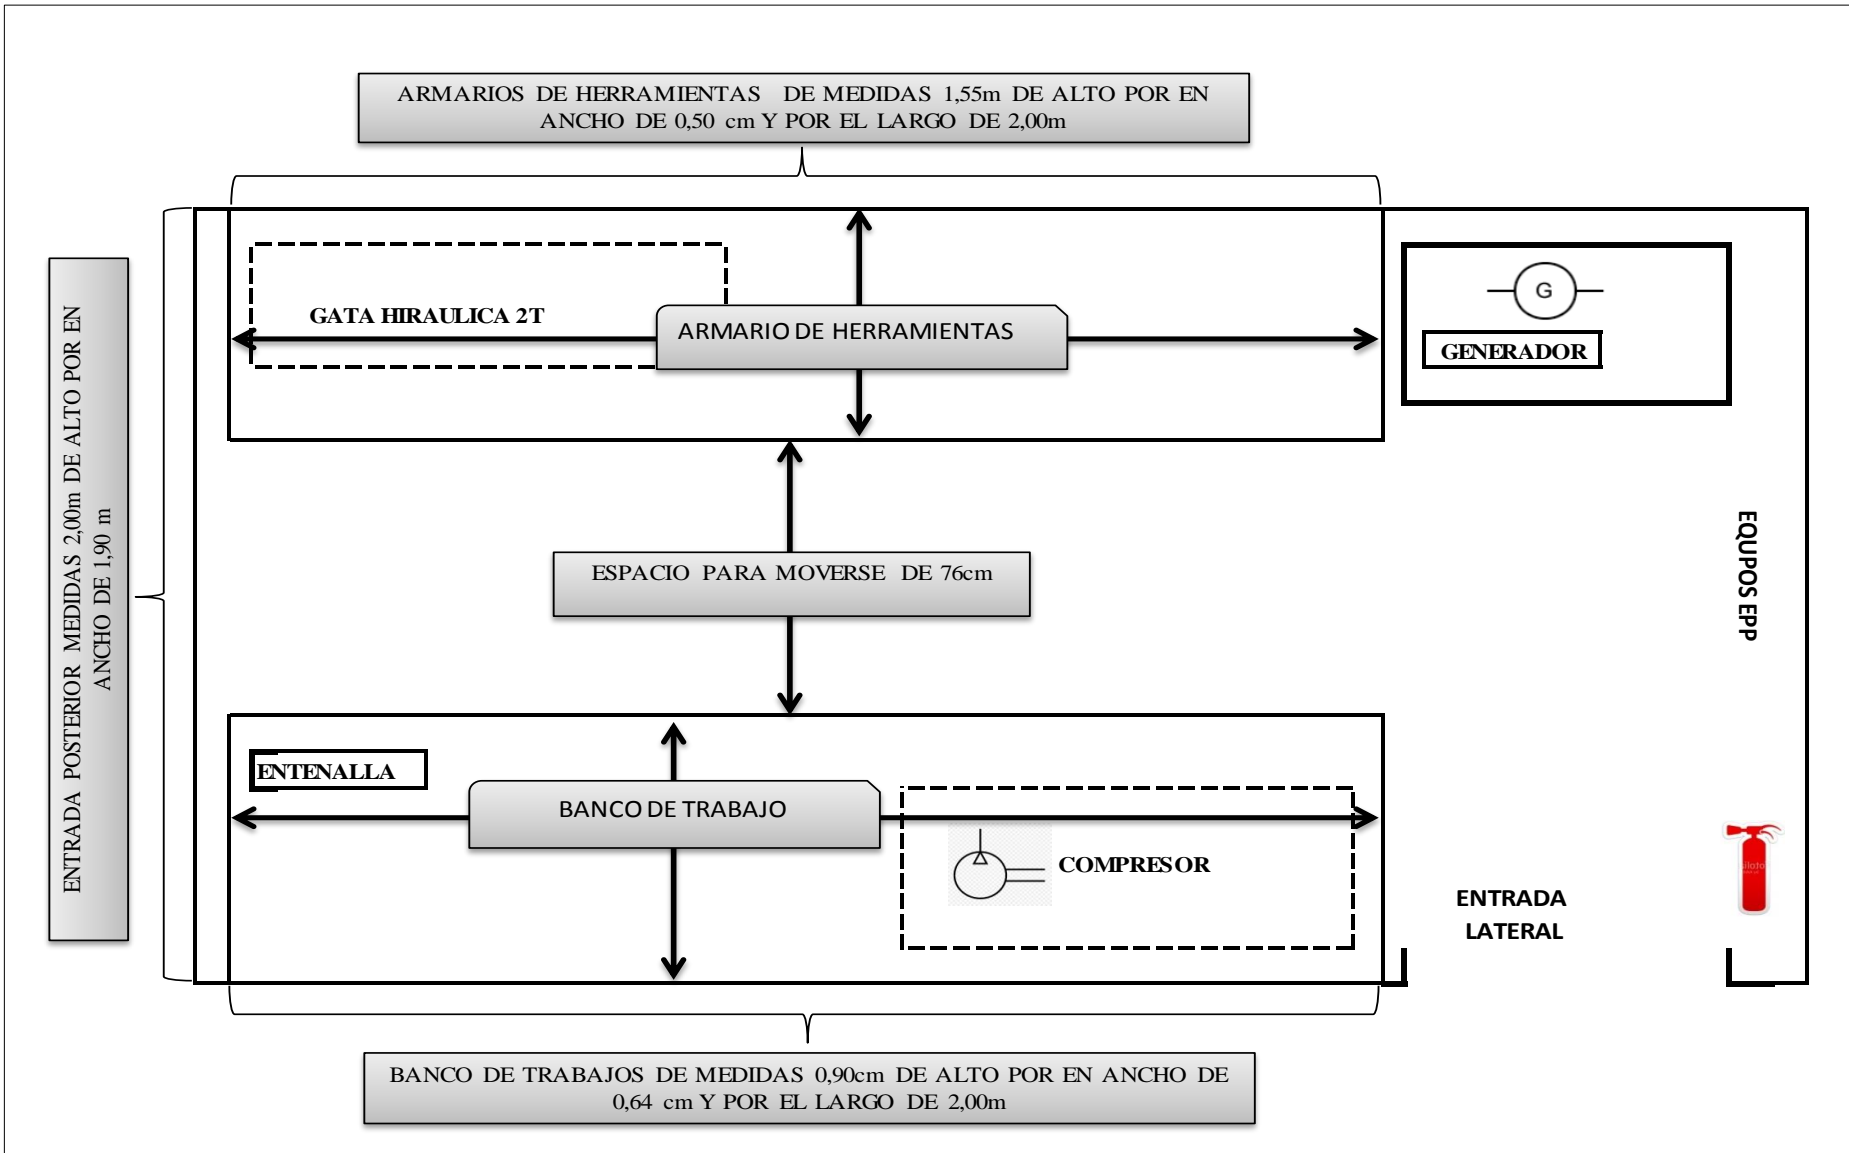 ARMARIOS DE HERRAMIENTAS DE MEDIDAS 1,55m DE ALTO POR EN
ANCHO DE 0,50 cm Y POR EL LARGO DE 2,00m
ENTRADA POSTERIOR MEDIDAS 2,00m DE ALTO POR EN
ANCHO DE 1,90 m
GATA HIRAULICA 2T
ARMARIO DE HERRAMIENTAS
G
GENERADOR
ESPACIO PARA MOVERSE DE 76cm
EQUPOS EPP
ENTENALLA
BANCO DE TRABAJO
COMPRESOR
ENTRADA
LATERAL
BANCO DE TRABAJOS DE MEDIDAS 0,90cm DE ALTO POR EN ANCHO DE
0,64 cm Y POR EL LARGO DE 2,00m